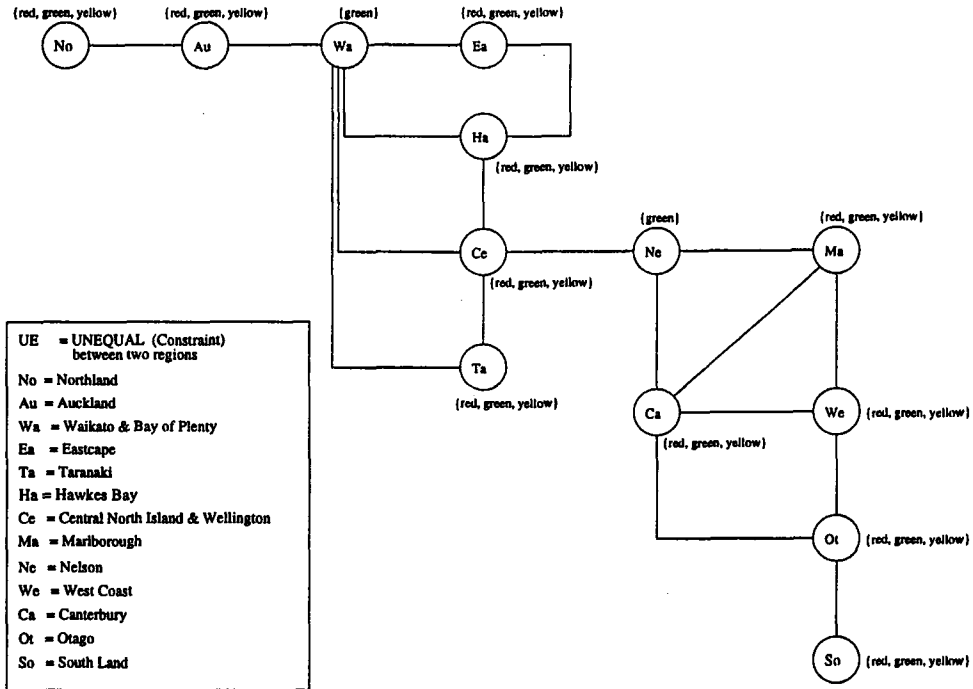 {red, green, yellow} {red, green, yellow} {green} {red, green, yellow}
No Au Wa Ea
Ha
{red, green, yellow}
{green} {red, green, yellow}
Ce Ne Ma
{red, green, yellow}
Ta
{red, green, yellow}
Ca We {red, green, yellow}
{red, green, yellow}
Ot {red, green, yellow}
So {red, green, yellow}
UE = UNEQUAL (Constraint)
between two regions
No = Northland
Au = Auckland
Wa = Waikato & Bay of Plenty
Ea = Eastcape
Ta = Taranaki
Ha = Hawkes Bay
Ce = Central North Island & Wellington
Ma = Marlborough
Ne = Nelson
We = West Coast
Ca = Canterbury
Ot = Otago
So = South Land